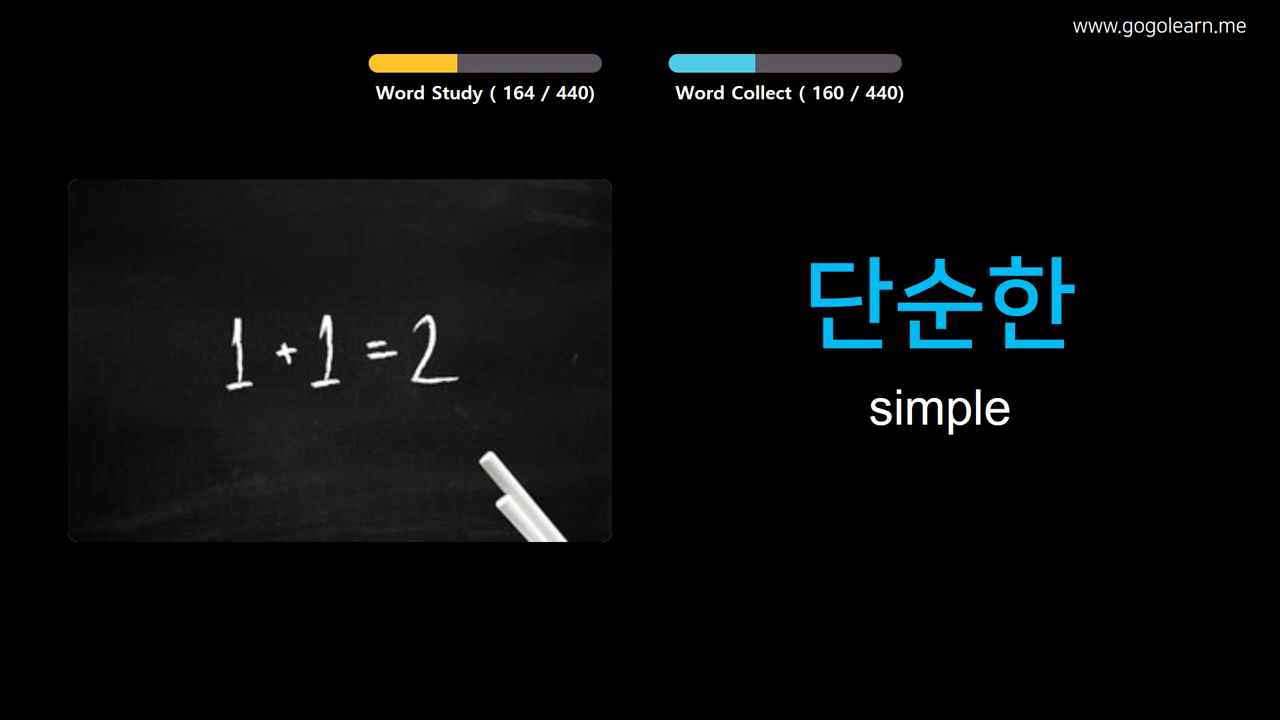 www.gogolearn.me
Word Study ( 164 / 440)
Word Collect ( 160 / 440)
1 + 1 = 2
단순한
simple